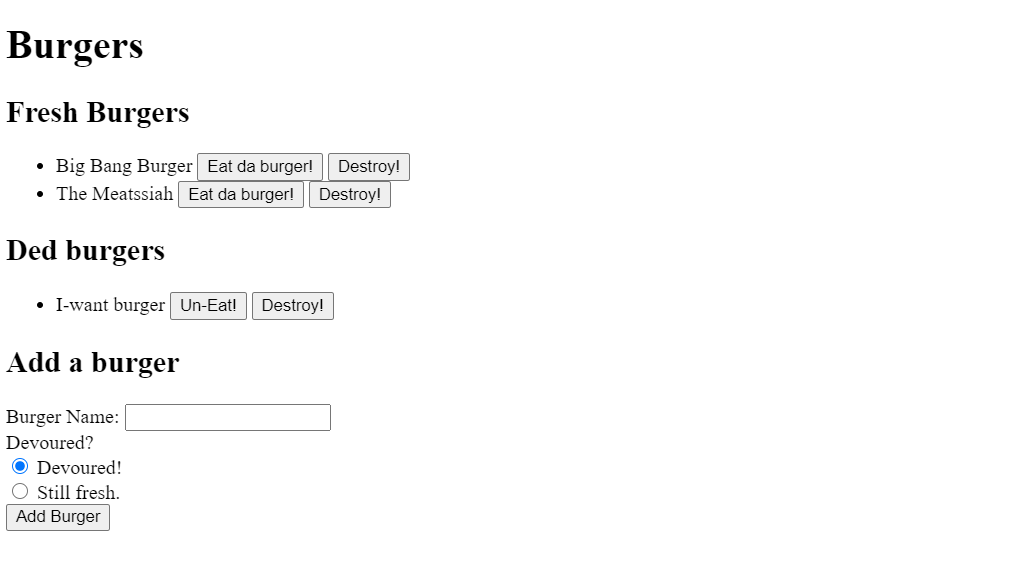 Burgers
Fresh Burgers
Big Bang Burger Eat da burger! Destroy!
The Meatssiah Eat da burger! Destroy!
Ded burgers
I-want burger Un-Eat! Destroy!
Add a burger
Burger Name:
Devoured?
Devoured!
Still fresh.
Add Burger